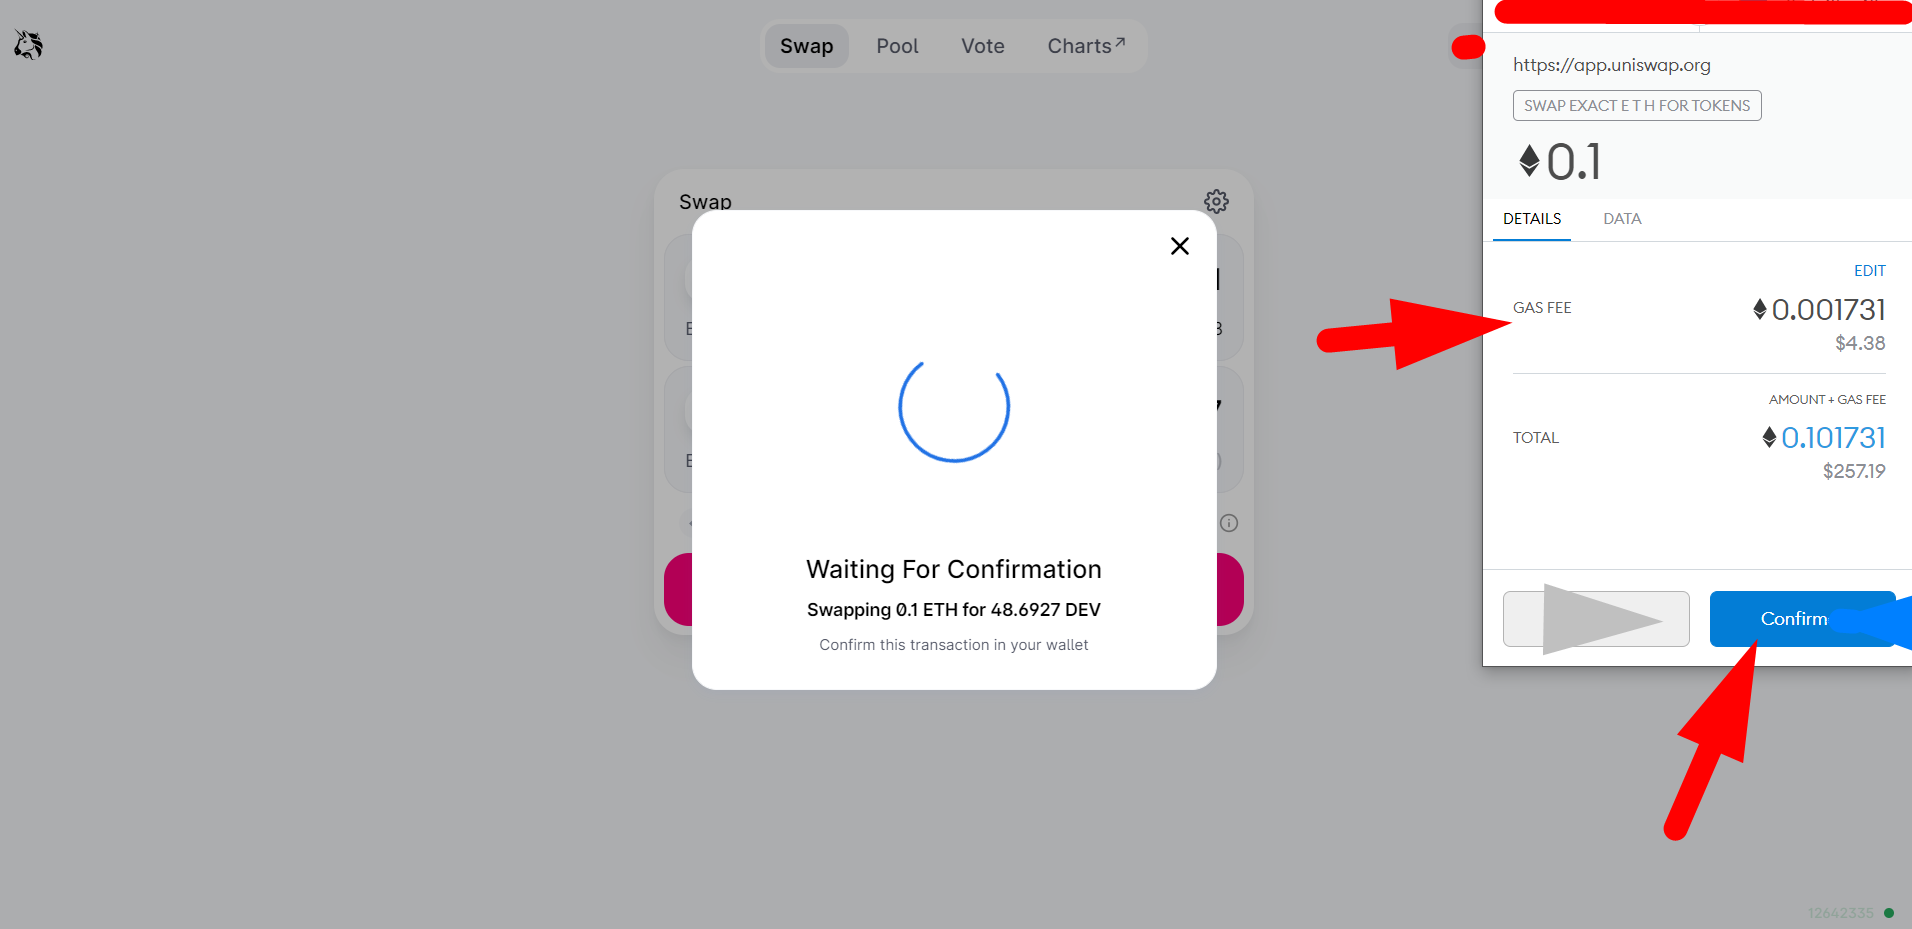 Swap
Pool
Vote
Charts↗
Swap
Waiting For Confirmation
Swapping 0.1 ETH for 48.6927 DEV
Confirm this transaction in your wallet
https://app.uniswap.org
SWAP EXACT E T H FOR TOKENS
0.1
DETAILS
DATA
EDIT
GAS FEE
0.001731
$4.38
AMOUNT + GAS FEE
TOTAL
0.101731
$257.19
Confirm
12642335